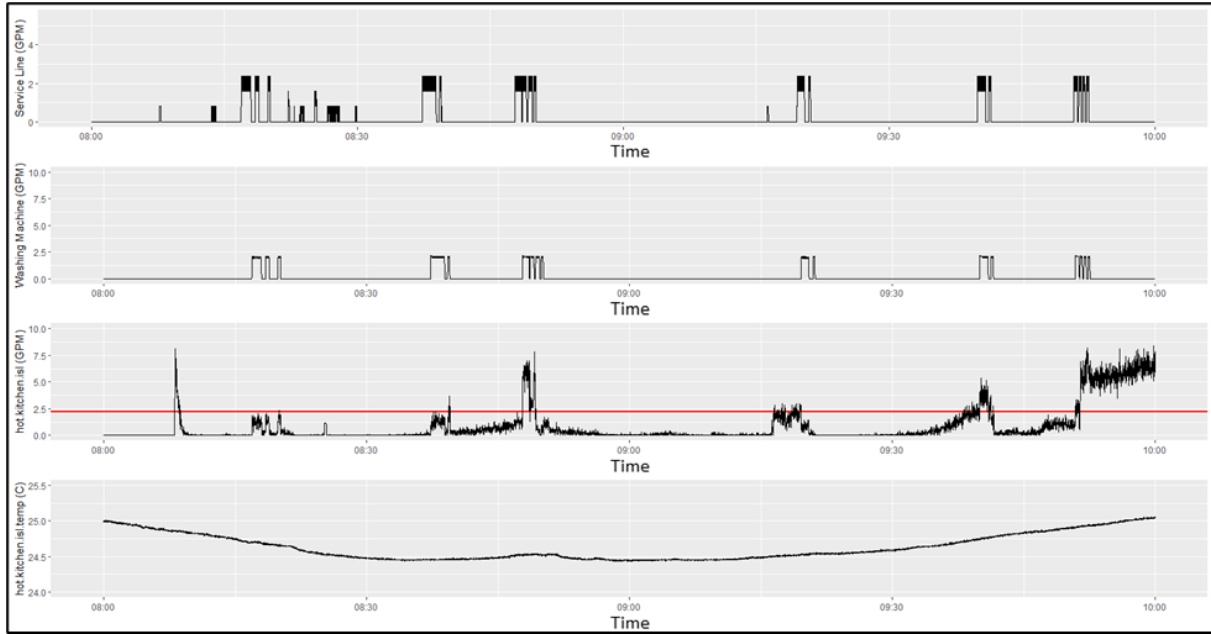 Service Line (GPM
4
2
0
08:00 08:30 09:00 09:30 10:00
Time
Washing Machine (GPM)
10.0
7.5
5.0
2.5
0.0
08:00 08:30 09:00 09:30 10:00
Time
hot.kitchen.isl (GPM)
10.0
7.5
5.0
2.5
0.0
08:00 08:30 09:00 09:30 10:00
Time
hot.kitchen.isl.temp (C)
25.5
25.0
24.5
24.0
08:00 08:30 09:00 09:30 10:00
Time